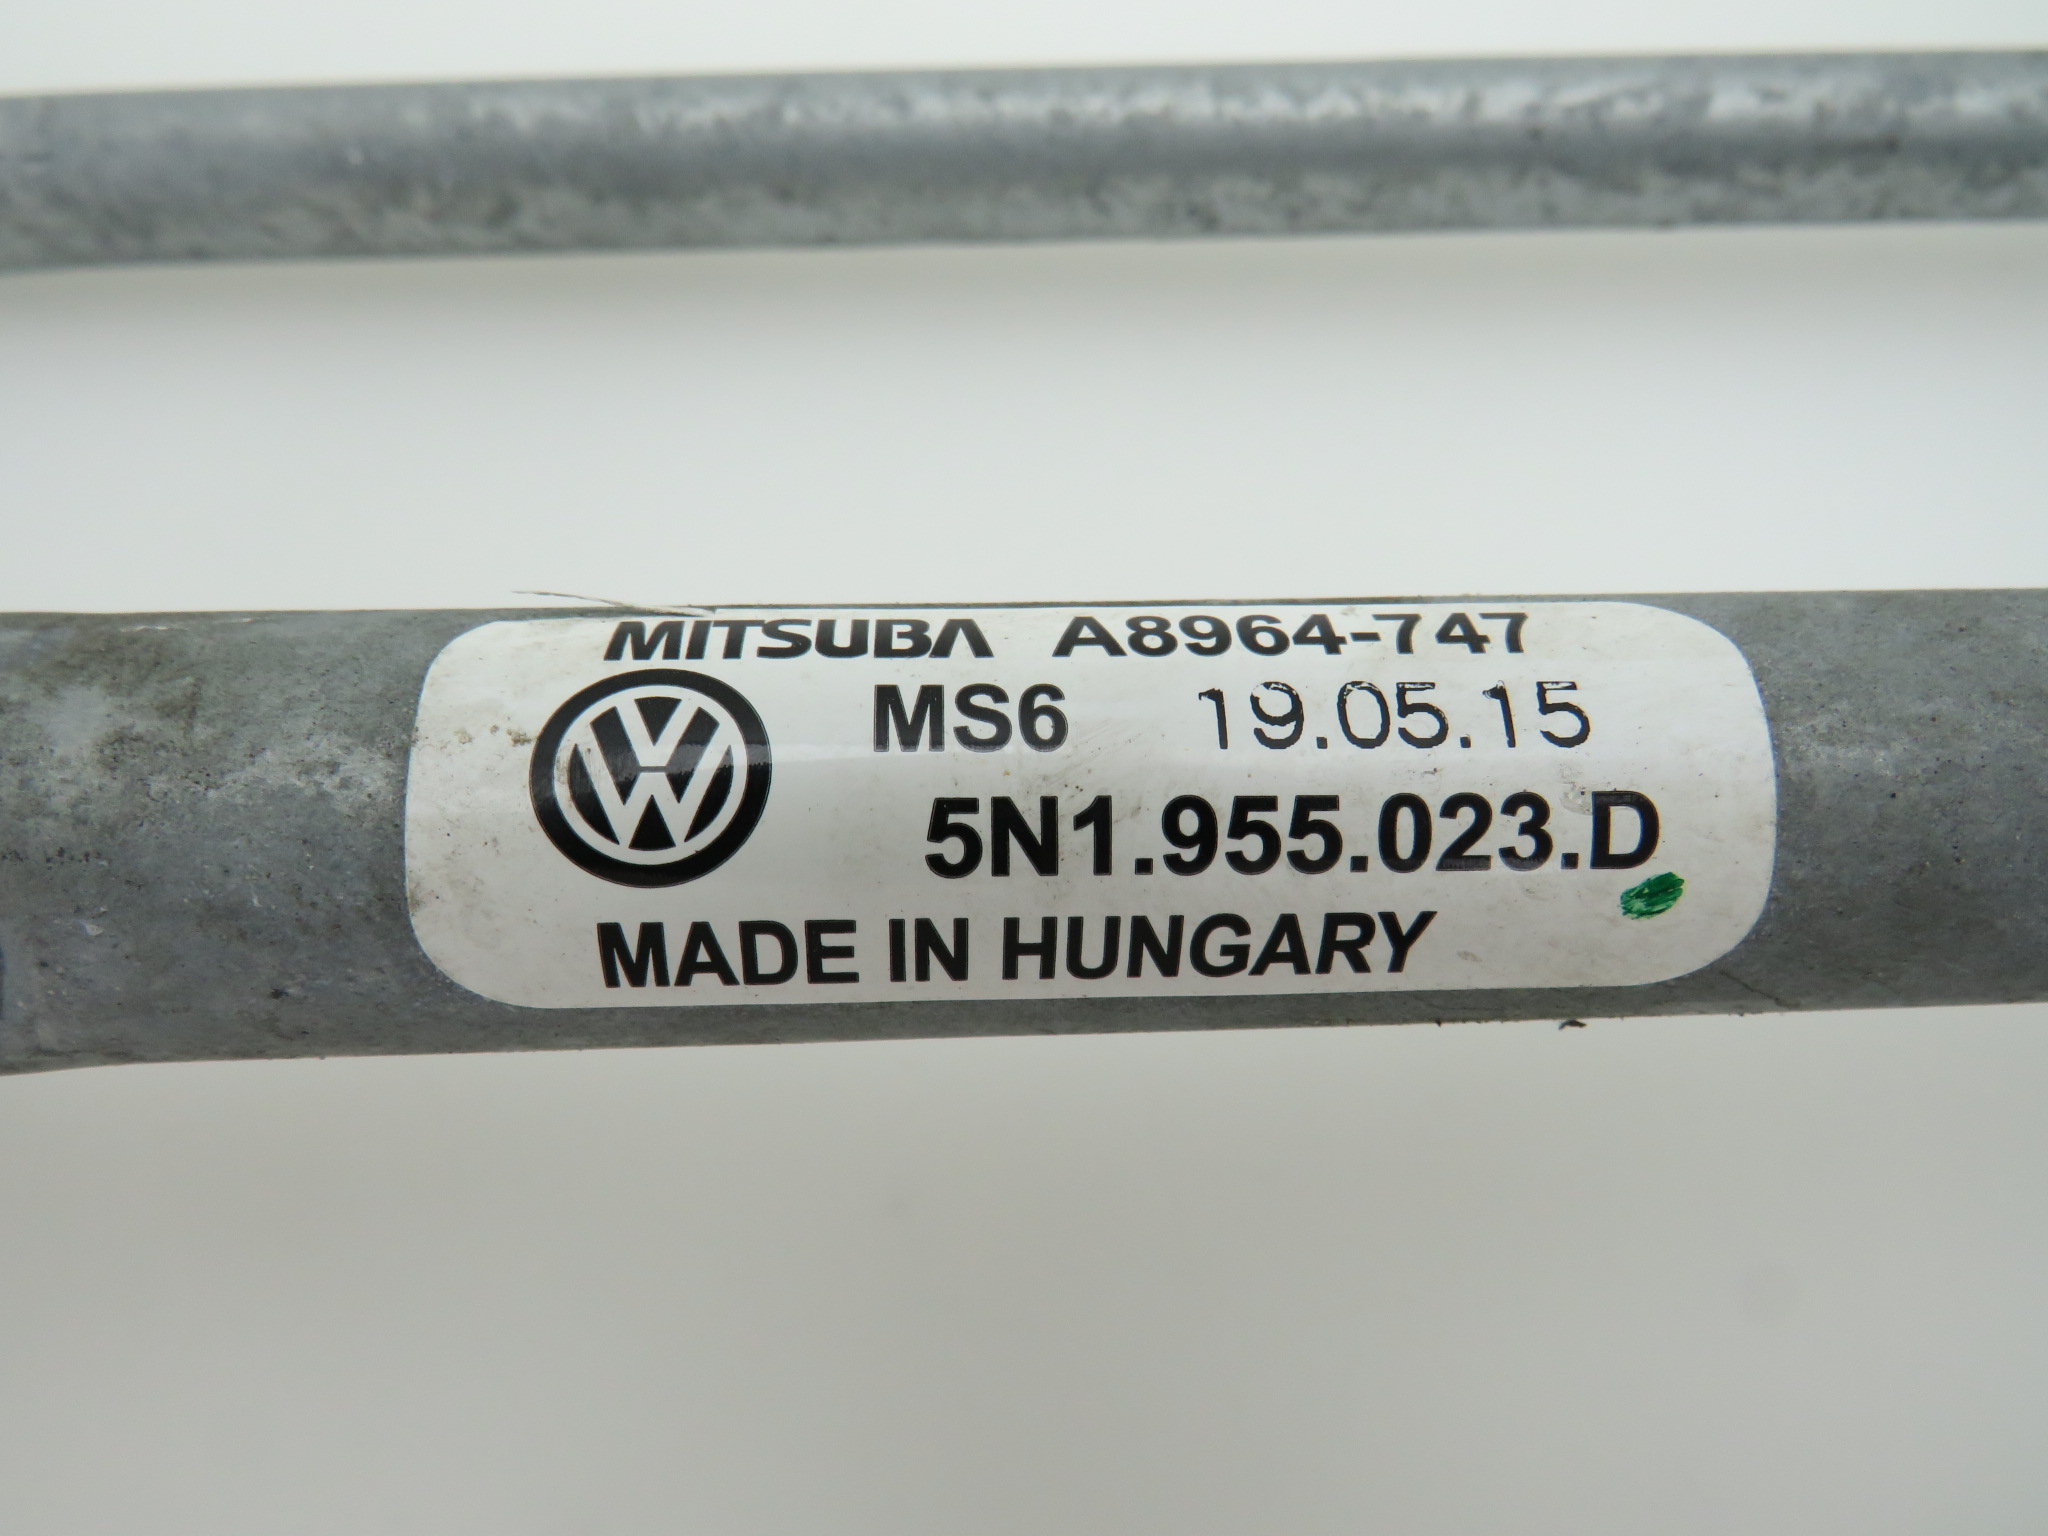 MITSUBA A8964-747
MS6 19.05.15
5N1.955.023.D
MADE IN HUNGARY